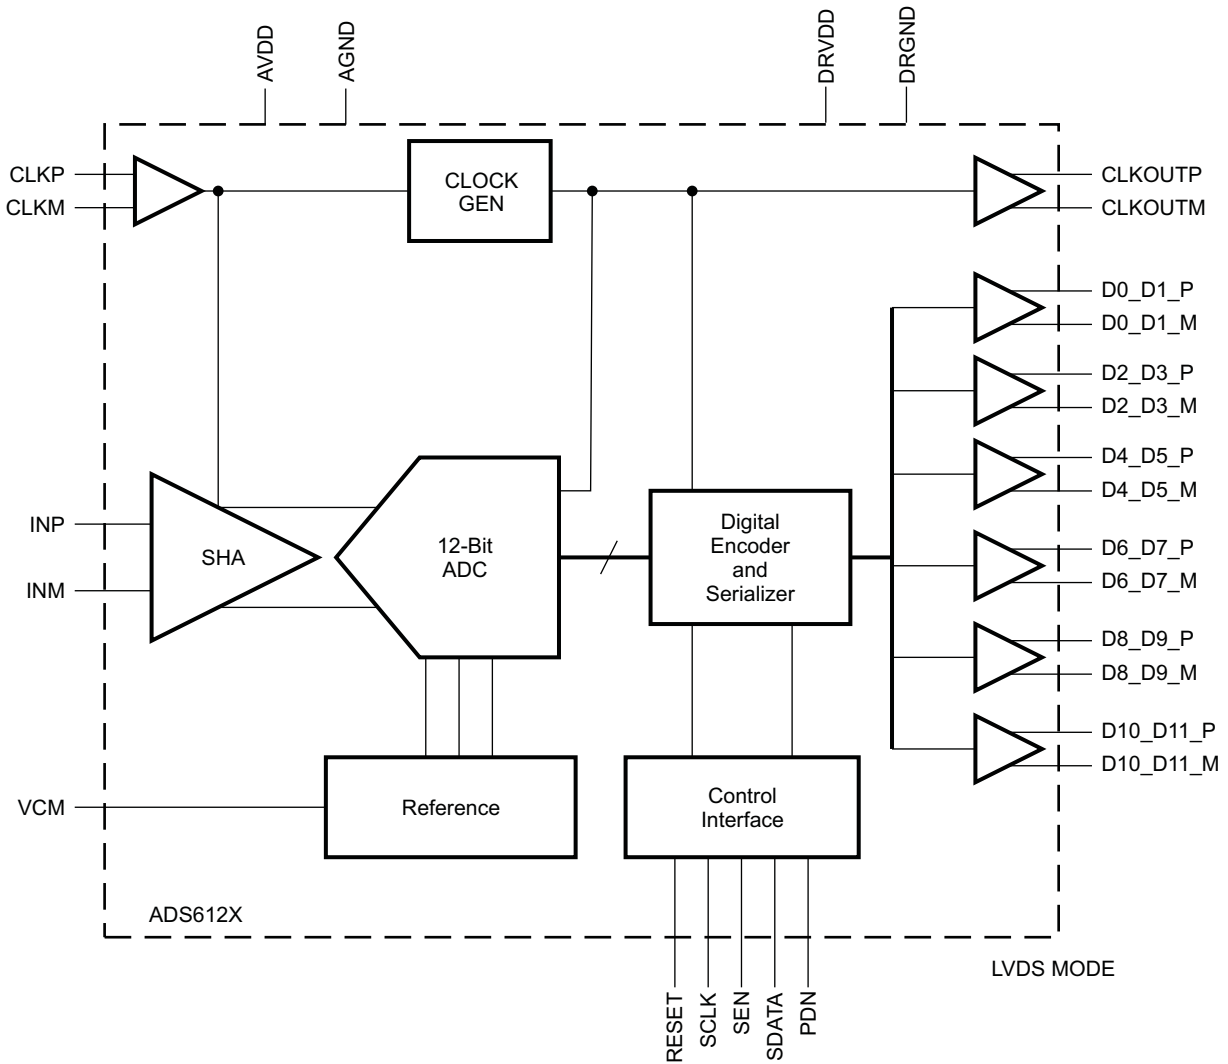 AVDD
AGND
DRVDD
DRGND
CLKP
CLKM
CLOCK
GEN
CLKOUTP
CLKOUTM
D0_D1_P
D0_D1_M
D2_D3_P
D2_D3_M
D4_D5_P
D4_D5_M
INP
INM
SHA
12-Bit
ADC
Digital
Encoder
and
Serializer
D6_D7_P
D6_D7_M
D8_D9_P
D8_D9_M
D10_D11_P
D10_D11_M
VCM
Reference
Control
Interface
ADS612X
LVDS MODE
RESET
SCLK
SEN
SDATA
PDN